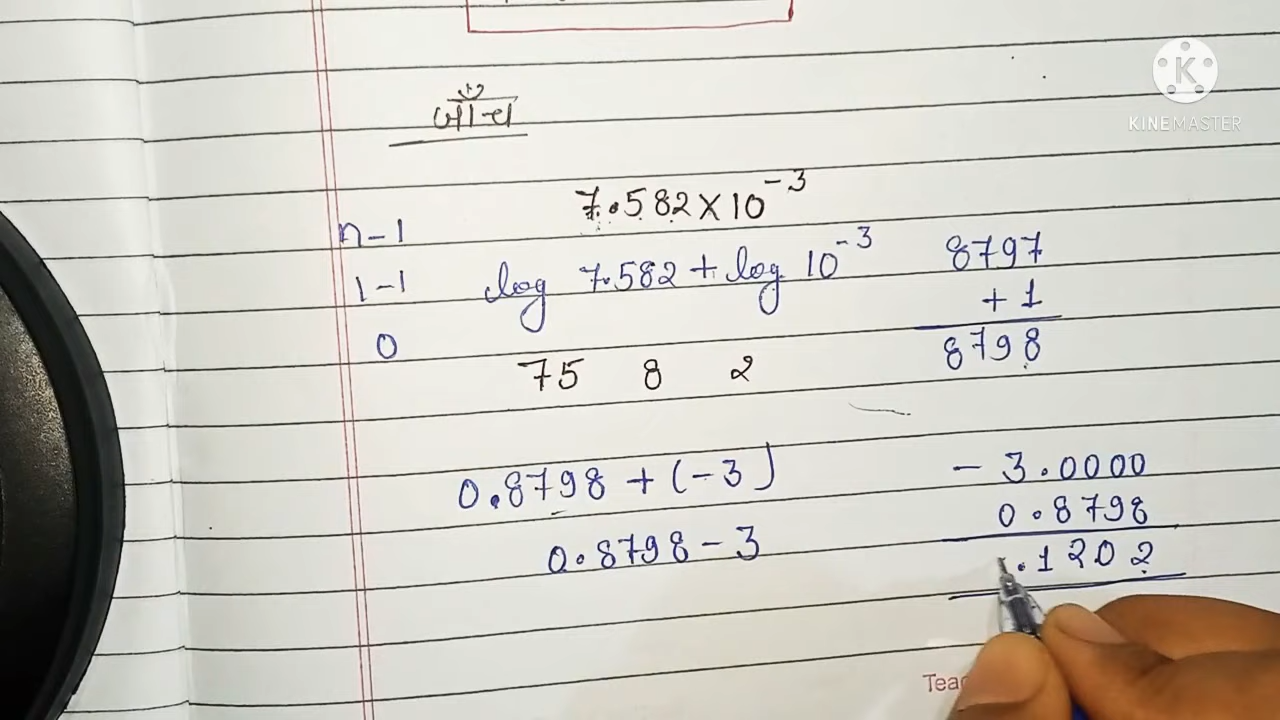 जाँच
7.582×10⁻³
n-1
log 7.582 + log 10⁻³
8797
1-1
+1
0
8798
75 8 2
0.8798 + (-3)
-3.0000
0.8798
0.8798 - 3
.1202
KINEMASTER
Tea